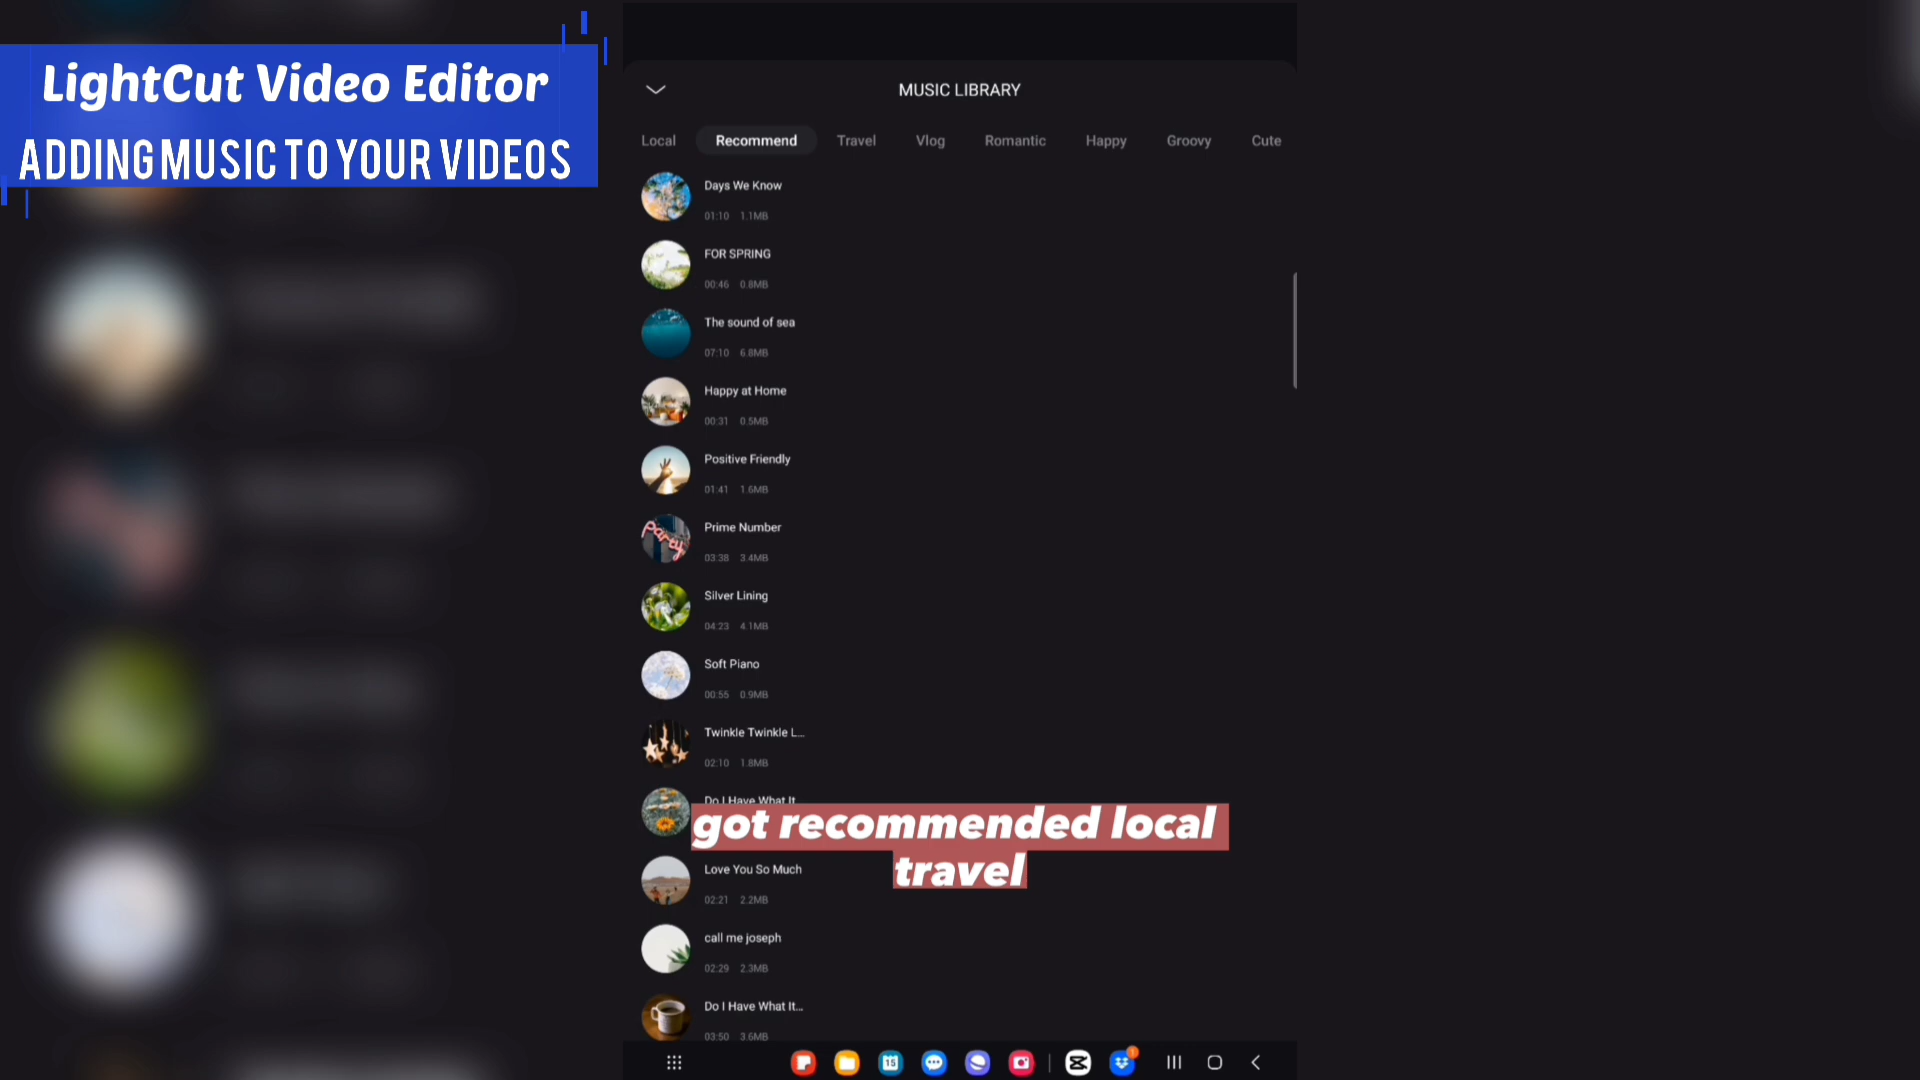 LightCut Video Editor
ADDING MUSIC TO YOUR VIDEOS
MUSIC LIBRARY
Local Recommend Travel Vlog Romantic Happy Groovy Cute
Days We Know
01:10 1.1MB
FOR SPRING
00:46 0.8MB
The sound of sea
07:10 6.8MB
Happy at Home
00:31 0.5MB
Positive Friendly
01:41 1.6MB
Prime Number
03:38 3.4MB
party
Silver Lining
04:23 4.1MB
Soft Piano
00:55 0.9MB
Twinkle Twinkle L...
02:10 1.8MB
Do I Have What It
got recommended local
travel
Love You So Much
02:21 2.2MB
call me joseph
02:29 2.3MB
Do I Have What It...
03:50 3.6MB
15